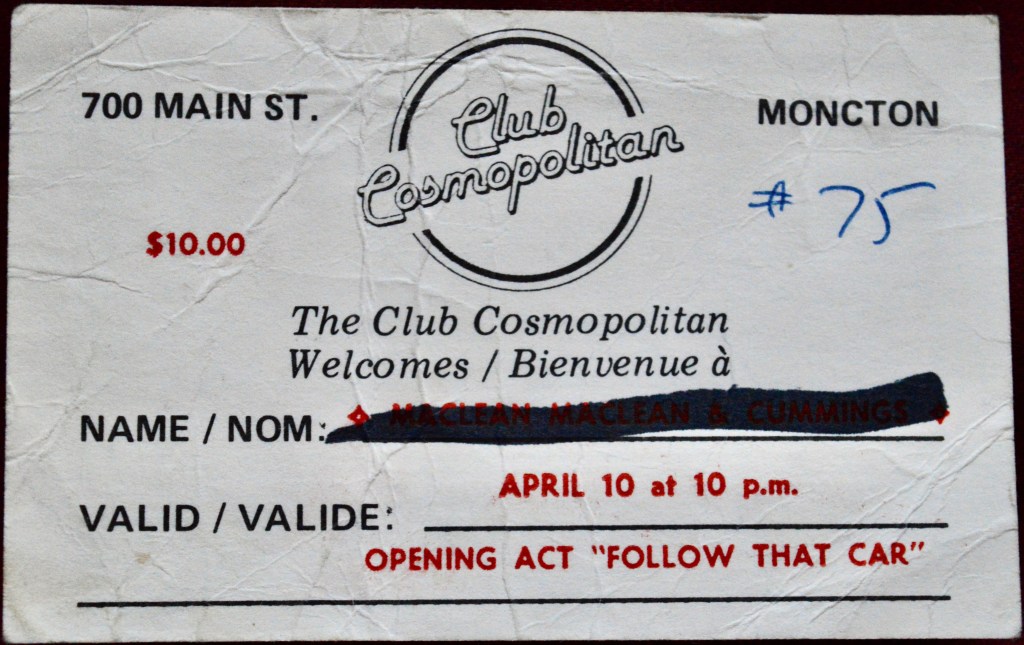 700 MAIN ST.
Club
Cosmopolitan
MONCTON
# 75
$10.00
The Club Cosmopolitan
Welcomes / Bienvenue à
NAME / NOM: MACLEAN MACLEAN & CUMMINGS
APRIL 10 at 10 p.m.
VALID / VALIDE:
OPENING ACT "FOLLOW THAT CAR"